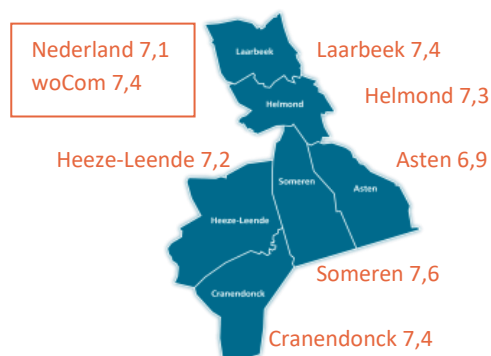 Nederland 7,1
woCom 7,4
Laarbeek
Laarbeek 7,4
Helmond
Helmond 7,3
Heeze-Leende 7,2
Asten 6,9
Someren
Asten
Heeze-Leende
Someren 7,6
Cranendonck
Cranendonck 7,4